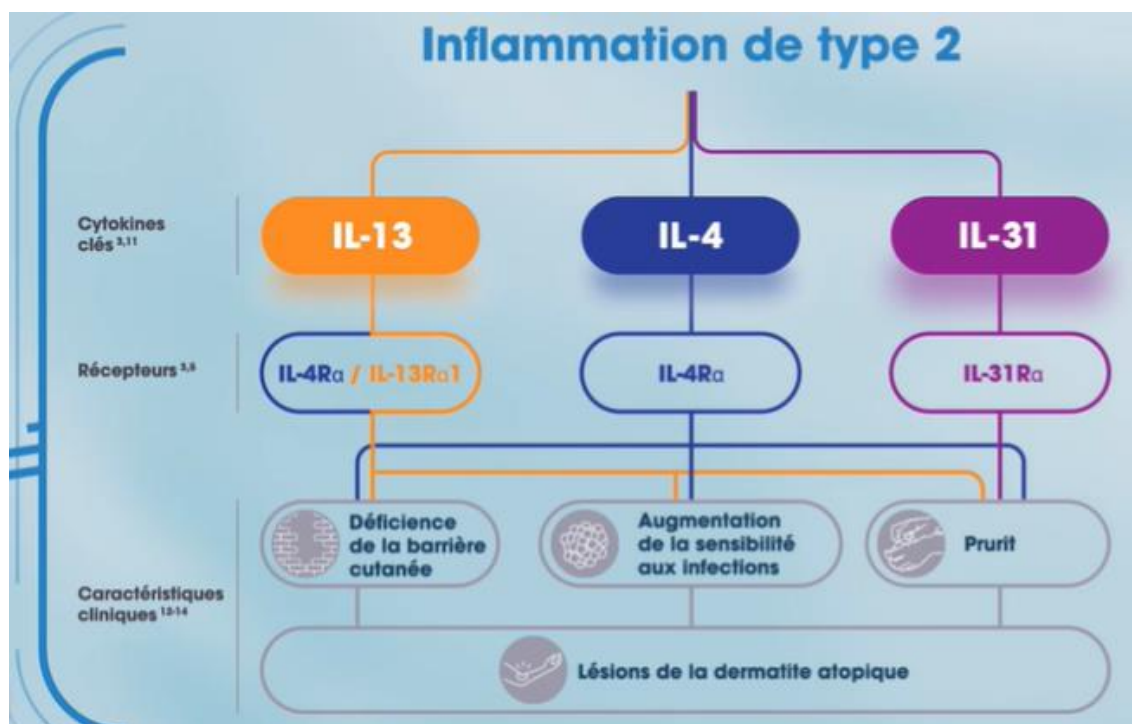 Inflammation de type 2
Cytokines
clés 3,11
IL-13
IL-4
IL-31
Récepteurs 3,5
IL-4Rα / IL-13Rα1
IL-4Rα
IL-31Rα
Caractéristiques
cliniques 12-14
Déficience
de la barrière
cutanée
Augmentation
de la sensibilité
aux infections
Prurit
Lésions de la dermatite atopique